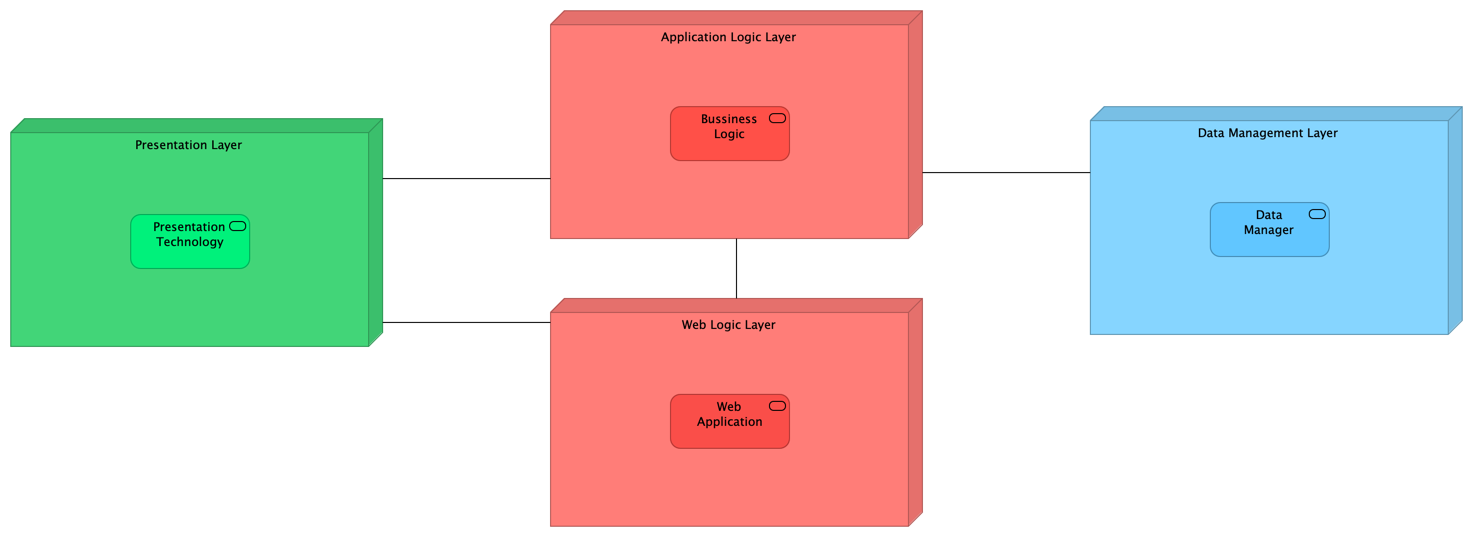 Application Logic Layer
Bussiness
Logic
Presentation Layer
Presentation
Technology
Data Management Layer
Data
Manager
Web Logic Layer
Web
Application